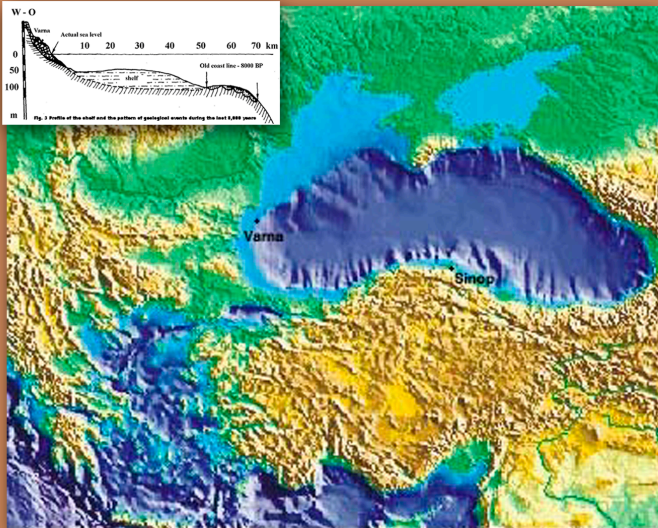 W - O
Varna
Actual sea level
10 20 30 40 50 60 70 km
0
50
100
m
shelf
Old coast line - 8000 BP
Fig. 3 Profile of the shelf and the pattern of geological events during the last 8,000 years
Varna
Sinop